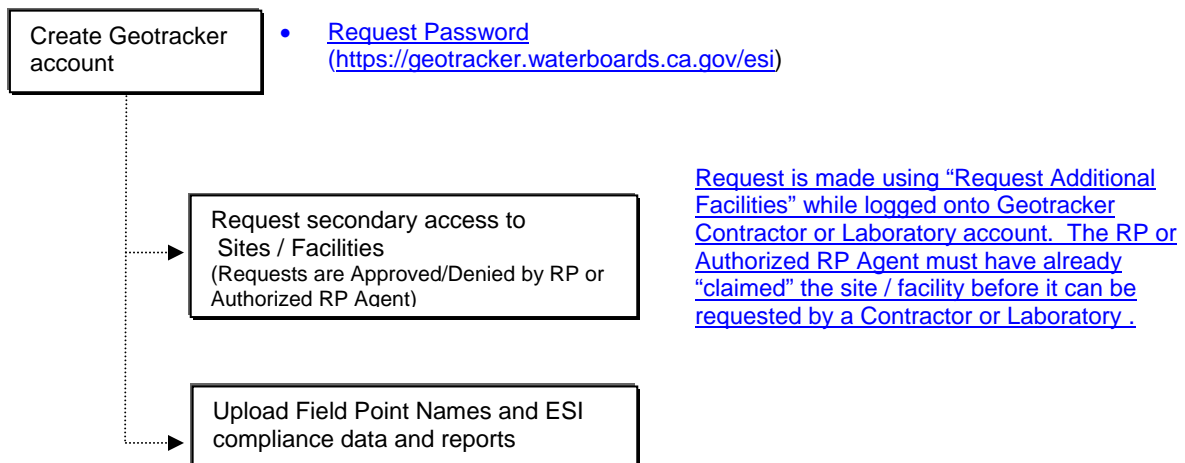 Create Geotracker
account
• Request Password
(https://geotracker.waterboards.ca.gov/esi)
Request secondary access to
Sites / Facilities
(Requests are Approved/Denied by RP or
Authorized RP Agent)
Request is made using “Request Additional
Facilities” while logged onto Geotracker
Contractor or Laboratory account. The RP or
Authorized RP Agent must have already
“claimed” the site / facility before it can be
requested by a Contractor or Laboratory .
Upload Field Point Names and ESI
compliance data and reports